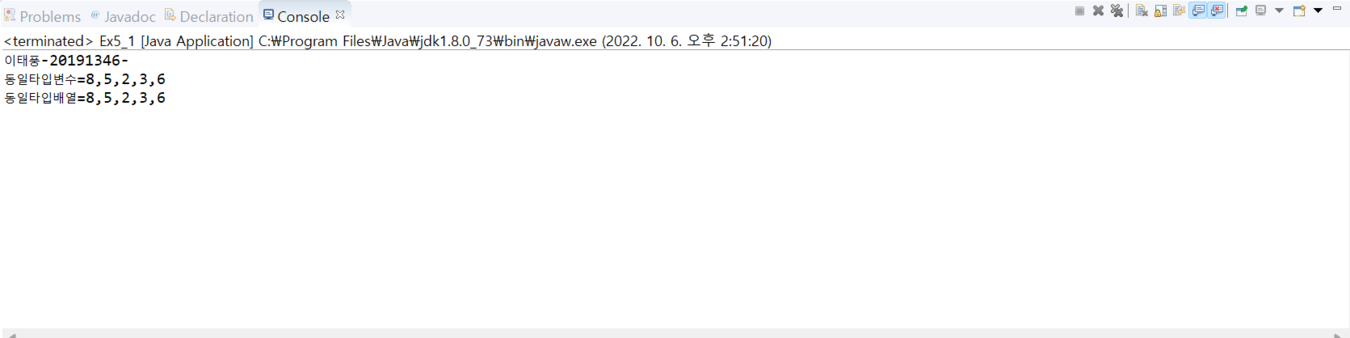 Problems Javadoc Declaration Console
<terminated> Ex5_1 [Java Application] C:₩Program Files₩Java₩jdk1.8.0_73₩bin₩javaw.exe (2022. 10. 6. 오후 2:51:20)
이태풍-20191346-
동일타입변수=8,5,2,3,6
동일타입배열=8,5,2,3,6